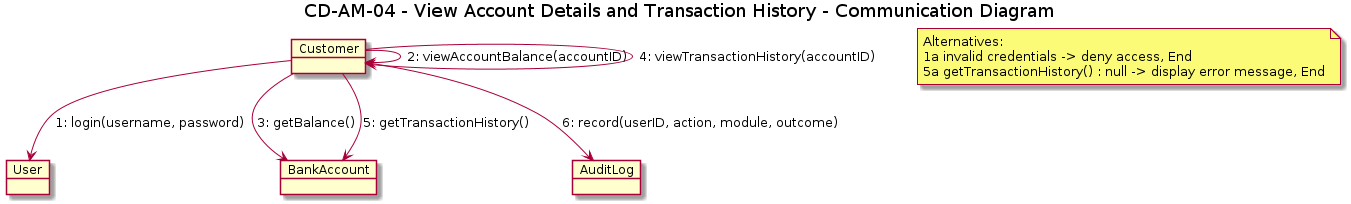 CD-AM-04 - View Account Details and Transaction History - Communication Diagram
Customer
2: viewAccountBalance(accountID)
4: viewTransactionHistory(accountID)
Alternatives:
1a invalid credentials -> deny access, End
5a getTransactionHistory() : null -> display error message, End
1: login(username, password)
3: getBalance()
5: getTransactionHistory()
6: record(userID, action, module, outcome)
User
BankAccount
AuditLog